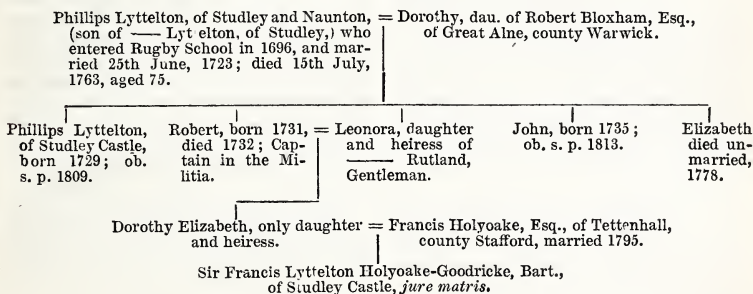 Phillips Lyttelton, of Studley and Naunton, = Dorothy, dau. of Robert Bloxham, Esq.,
(son of —— Lyt elton, of Studley,) who of Great Alne, county Warwick.
entered Rugby School in 1696, and mar-
ried 25th June, 1723; died 15th July,
1763, aged 75.
Phillips Lyttelton,
of Studley Castle,
born 1729; ob.
s. p. 1809.
Robert, born 1731, =
died 1732; Cap-
tain in the Mi-
litia.
Leonora, daughter
and heiress of
—— Rutland,
Gentleman.
John, born 1735;
ob. s. p. 1813.
Elizabeth
died un-
married,
1778.
Dorothy Elizabeth, only daughter = Francis Holyoake, Esq., of Tettenhall,
and heiress. county Stafford, married 1795.
Sir Francis Lyttelton Holyoake-Goodricke, Bart.,
of Studley Castle, jure matris.